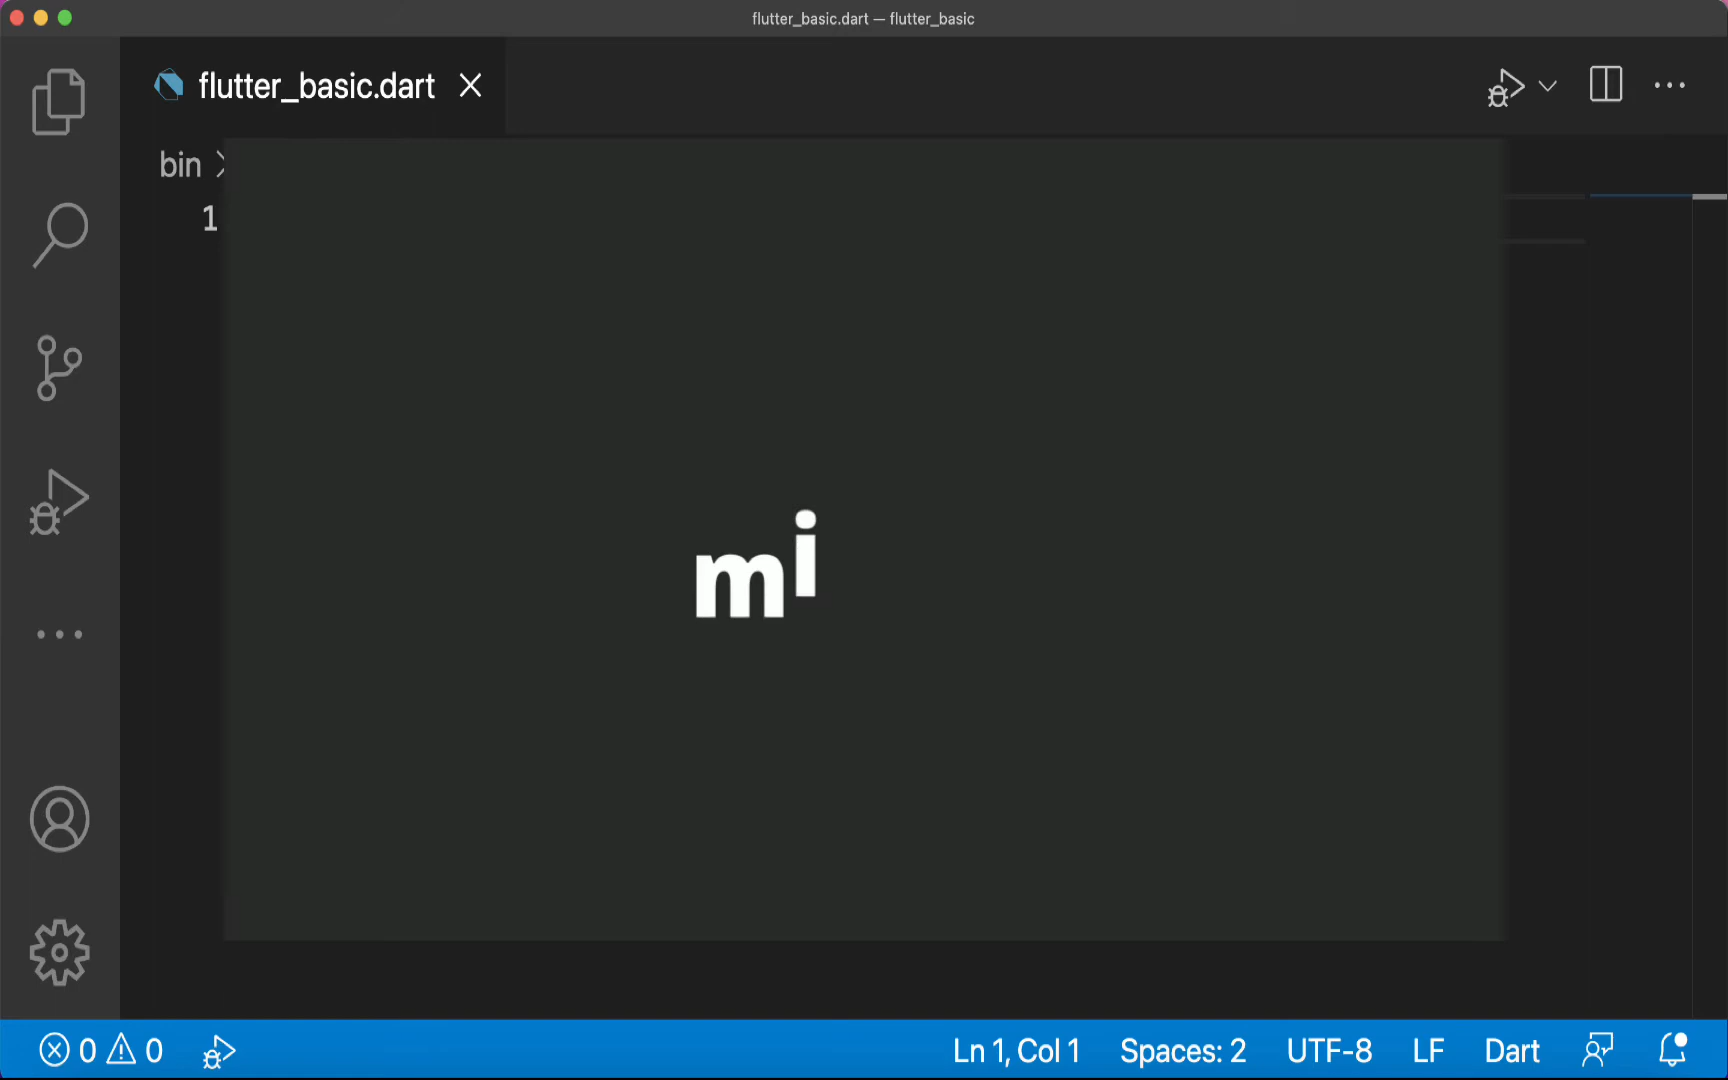 flutter_basic.dart — flutter_basic
flutter_basic.dart
bin
1
mi
0 0
Ln 1, Col 1 Spaces: 2 UTF-8 LF Dart